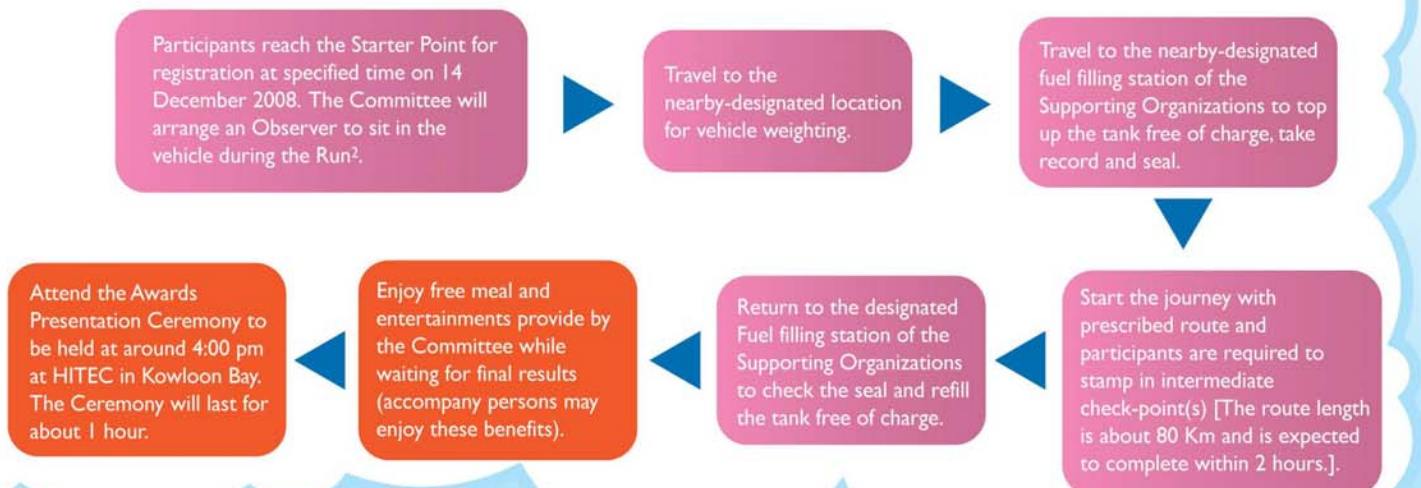 Participants reach the Starter Point for
registration at specified time on 14
December 2008. The Committee will
arrange an Observer to sit in the
vehicle during the Run².
Travel to the
nearby-designated location
for vehicle weighting.
Travel to the nearby-designated
fuel filling station of the
Supporting Organizations to top
up the tank free of charge, take
record and seal.
Start the journey with
prescribed route and
participants are required to
stamp in intermediate
check-point(s) [The route length
is about 80 Km and is expected
to complete within 2 hours.].
Return to the designated
Fuel filling station of the
Supporting Organizations
to check the seal and refill
the tank free of charge.
Enjoy free meal and
entertainments provide by
the Committee while
waiting for final results
(accompany persons may
enjoy these benefits).
Attend the Awards
Presentation Ceremony to
be held at around 4:00 pm
at HITEC in Kowloon Bay.
The Ceremony will last for
about 1 hour.